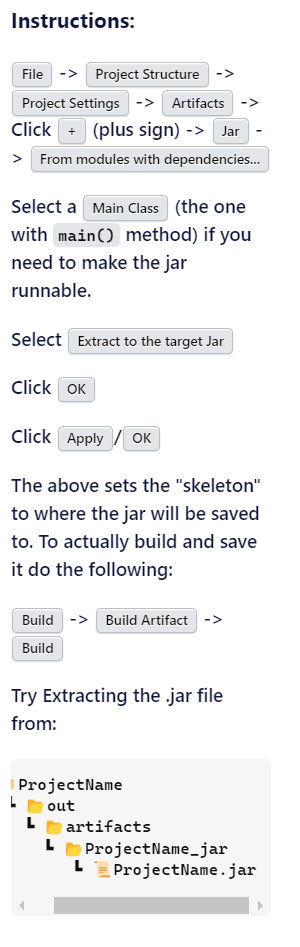 Instructions:
File -> Project Structure ->
Project Settings -> Artifacts ->
Click + (plus sign) -> Jar -
> From modules with dependencies...
Select a Main Class (the one
with main() method) if you
need to make the jar
runnable.
Select Extract to the target Jar
Click OK
Click Apply / OK
The above sets the "skeleton"
to where the jar will be saved
to. To actually build and save
it do the following:
Build -> Build Artifact ->
Build
Try Extracting the .jar file
from:
ProjectName
┗ out
┗ artifacts
┗ ProjectName_jar
┗ ProjectName.jar